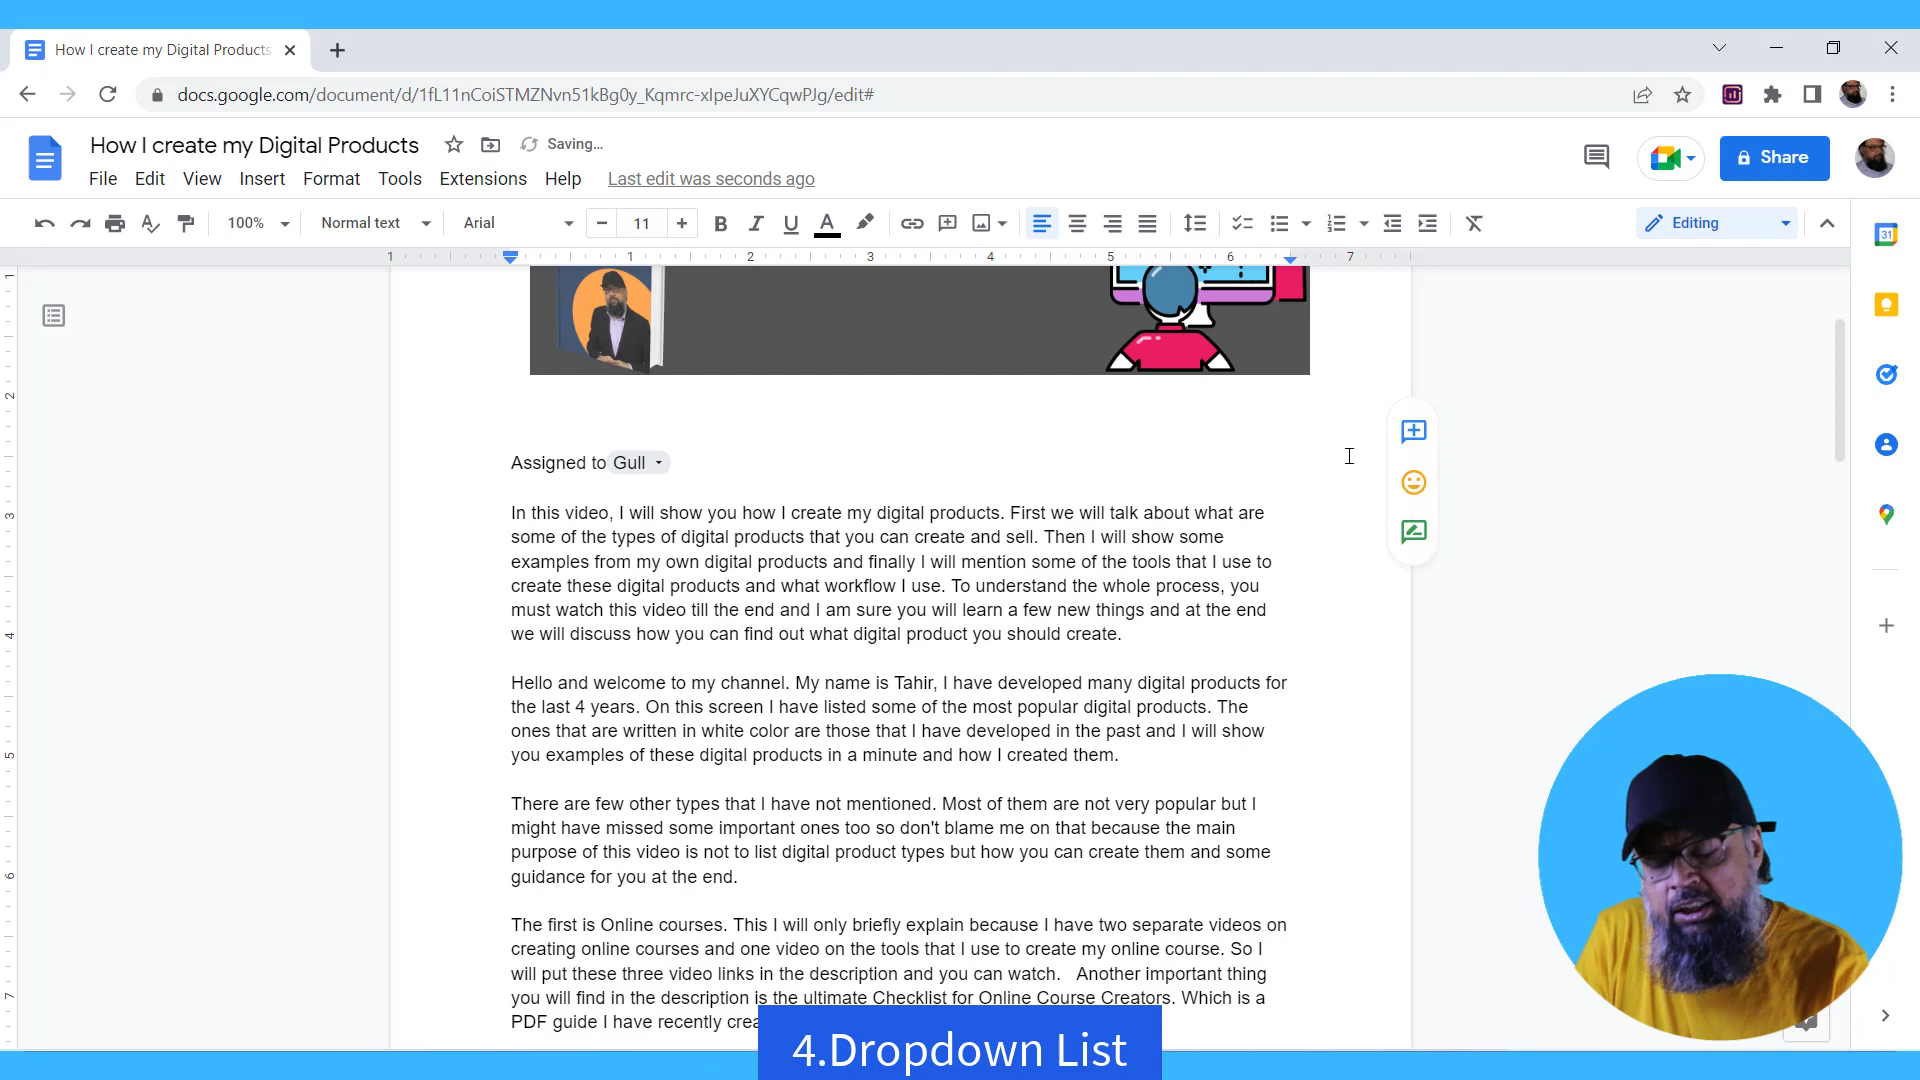 How I create my Digital Products
docs.google.com/document/d/1fL11nCoiSTMZNvn51kBg0y_Kqmrc-xIpeJuXYCqwPJg/edit#
How I create my Digital Products
Saving...
Share
File Edit View Insert Format Tools Extensions Help Last edit was seconds ago
100% Normal text Arial 11 Editing
1 1 2 3 4 5 6 7
31
1
2
3
4
5
6
7
Assigned to Gull
In this video, I will show you how I create my digital products. First we will talk about what are
some of the types of digital products that you can create and sell. Then I will show some
examples from my own digital products and finally I will mention some of the tools that I use to
create these digital products and what workflow I use. To understand the whole process, you
must watch this video till the end and I am sure you will learn a few new things and at the end
we will discuss how you can find out what digital product you should create.
Hello and welcome to my channel. My name is Tahir, I have developed many digital products for
the last 4 years. On this screen I have listed some of the most popular digital products. The
ones that are written in white color are those that I have developed in the past and I will show
you examples of these digital products in a minute and how I created them.
There are few other types that I have not mentioned. Most of them are not very popular but I
might have missed some important ones too so don't blame me on that because the main
purpose of this video is not to list digital product types but how you can create them and some
guidance for you at the end.
The first is Online courses. This I will only briefly explain because I have two separate videos on
creating online courses and one video on the tools that I use to create my online course. So I
will put these three video links in the description and you can watch. Another important thing
you will find in the description is the ultimate Checklist for Online Course Creators. Which is a
PDF guide I have recently
4.Dropdown List